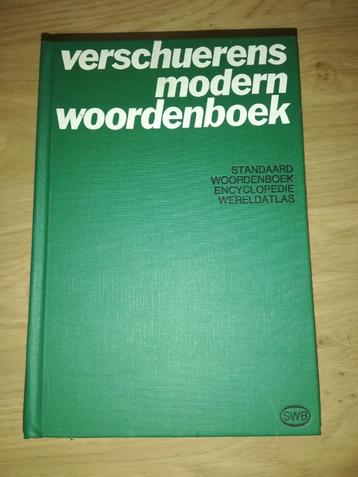 verschuerens
modern
woordenboek
STANDAARD
WOORDENBOEK
ENCYCLOPEDIE
WERELDATLAS
SWB